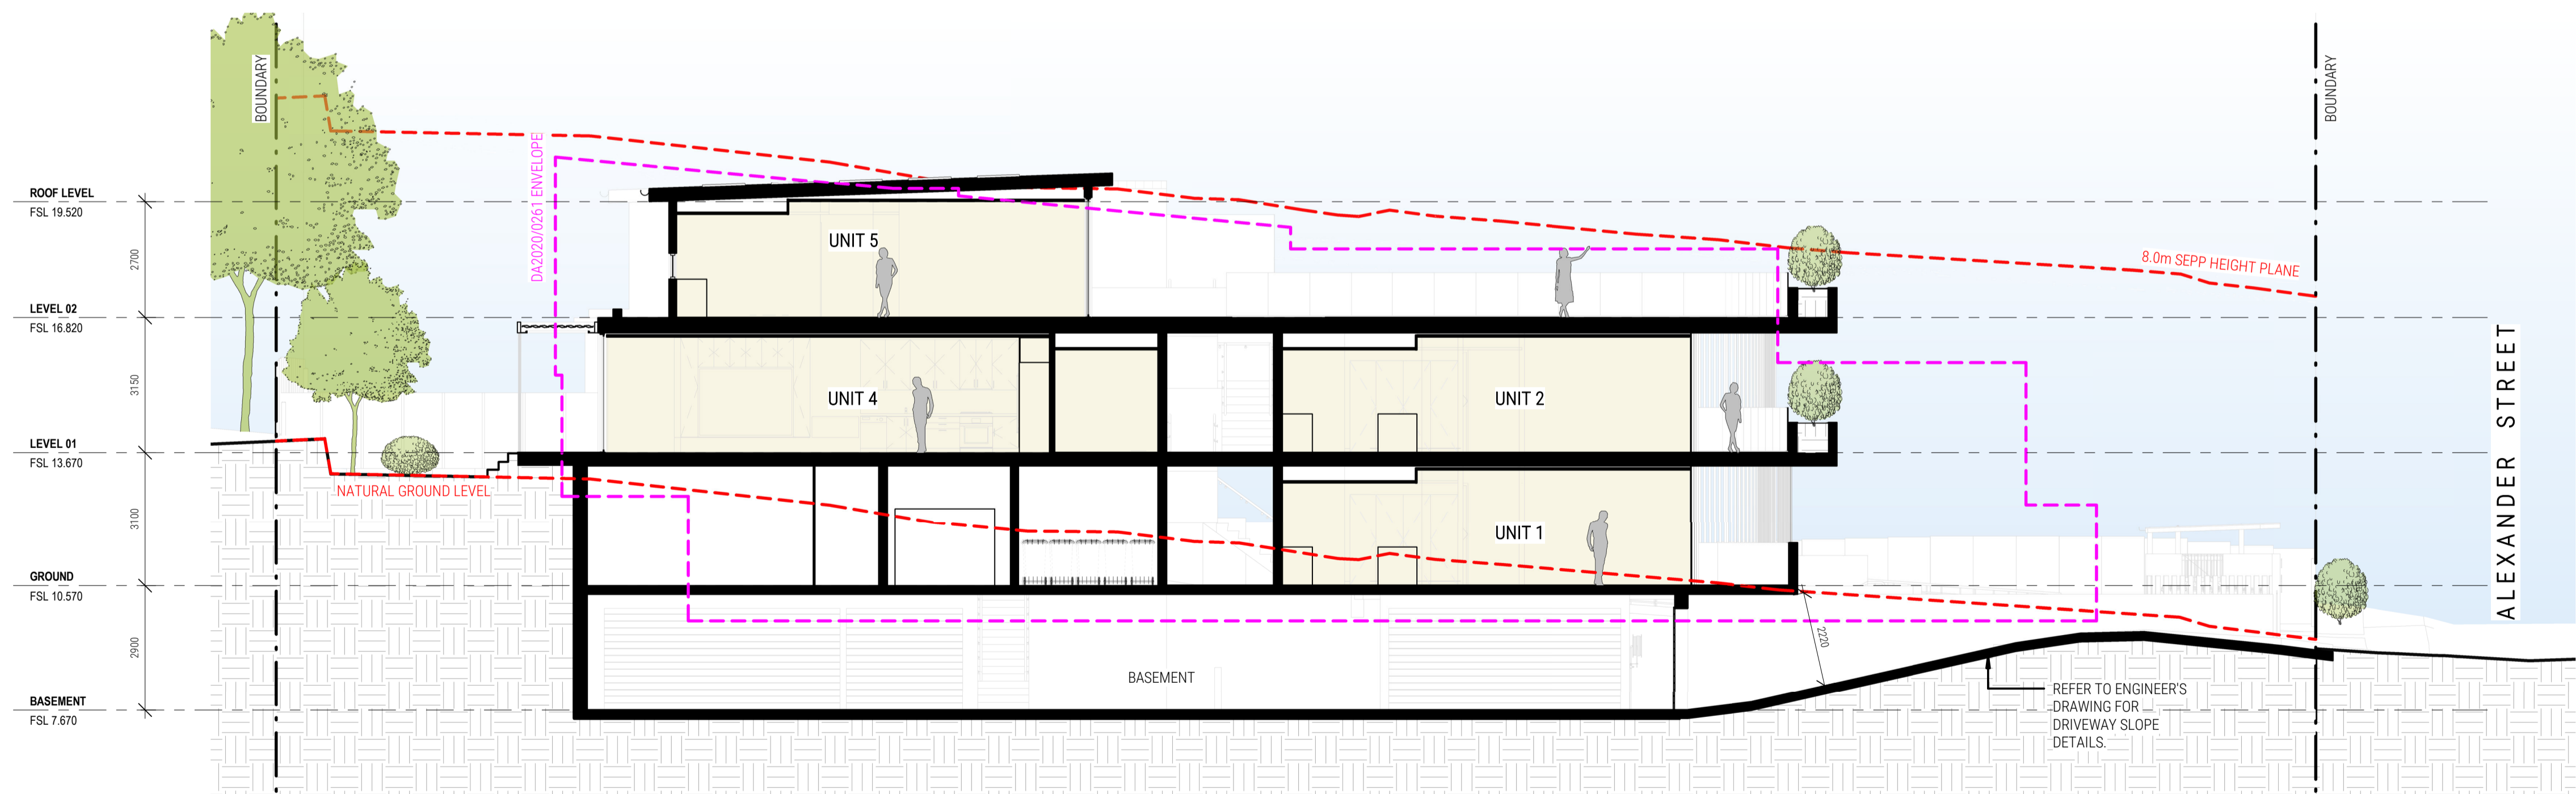 BOUNDARY
BOUNDARY
DA2020/0261 ENVELOPE
ROOF LEVEL
FSL 19.520
2700
UNIT 5
8.0m SEPP HEIGHT PLANE
LEVEL 02
FSL 16.820
3150
UNIT 4
UNIT 2
ALEXANDER STREET
LEVEL 01
FSL 13.670
NATURAL GROUND LEVEL
3100
UNIT 1
GROUND
FSL 10.570
2900
2220
BASEMENT
BASEMENT
FSL 7.670
REFER TO ENGINEER'S
DRAWING FOR
DRIVEWAY SLOPE
DETAILS.